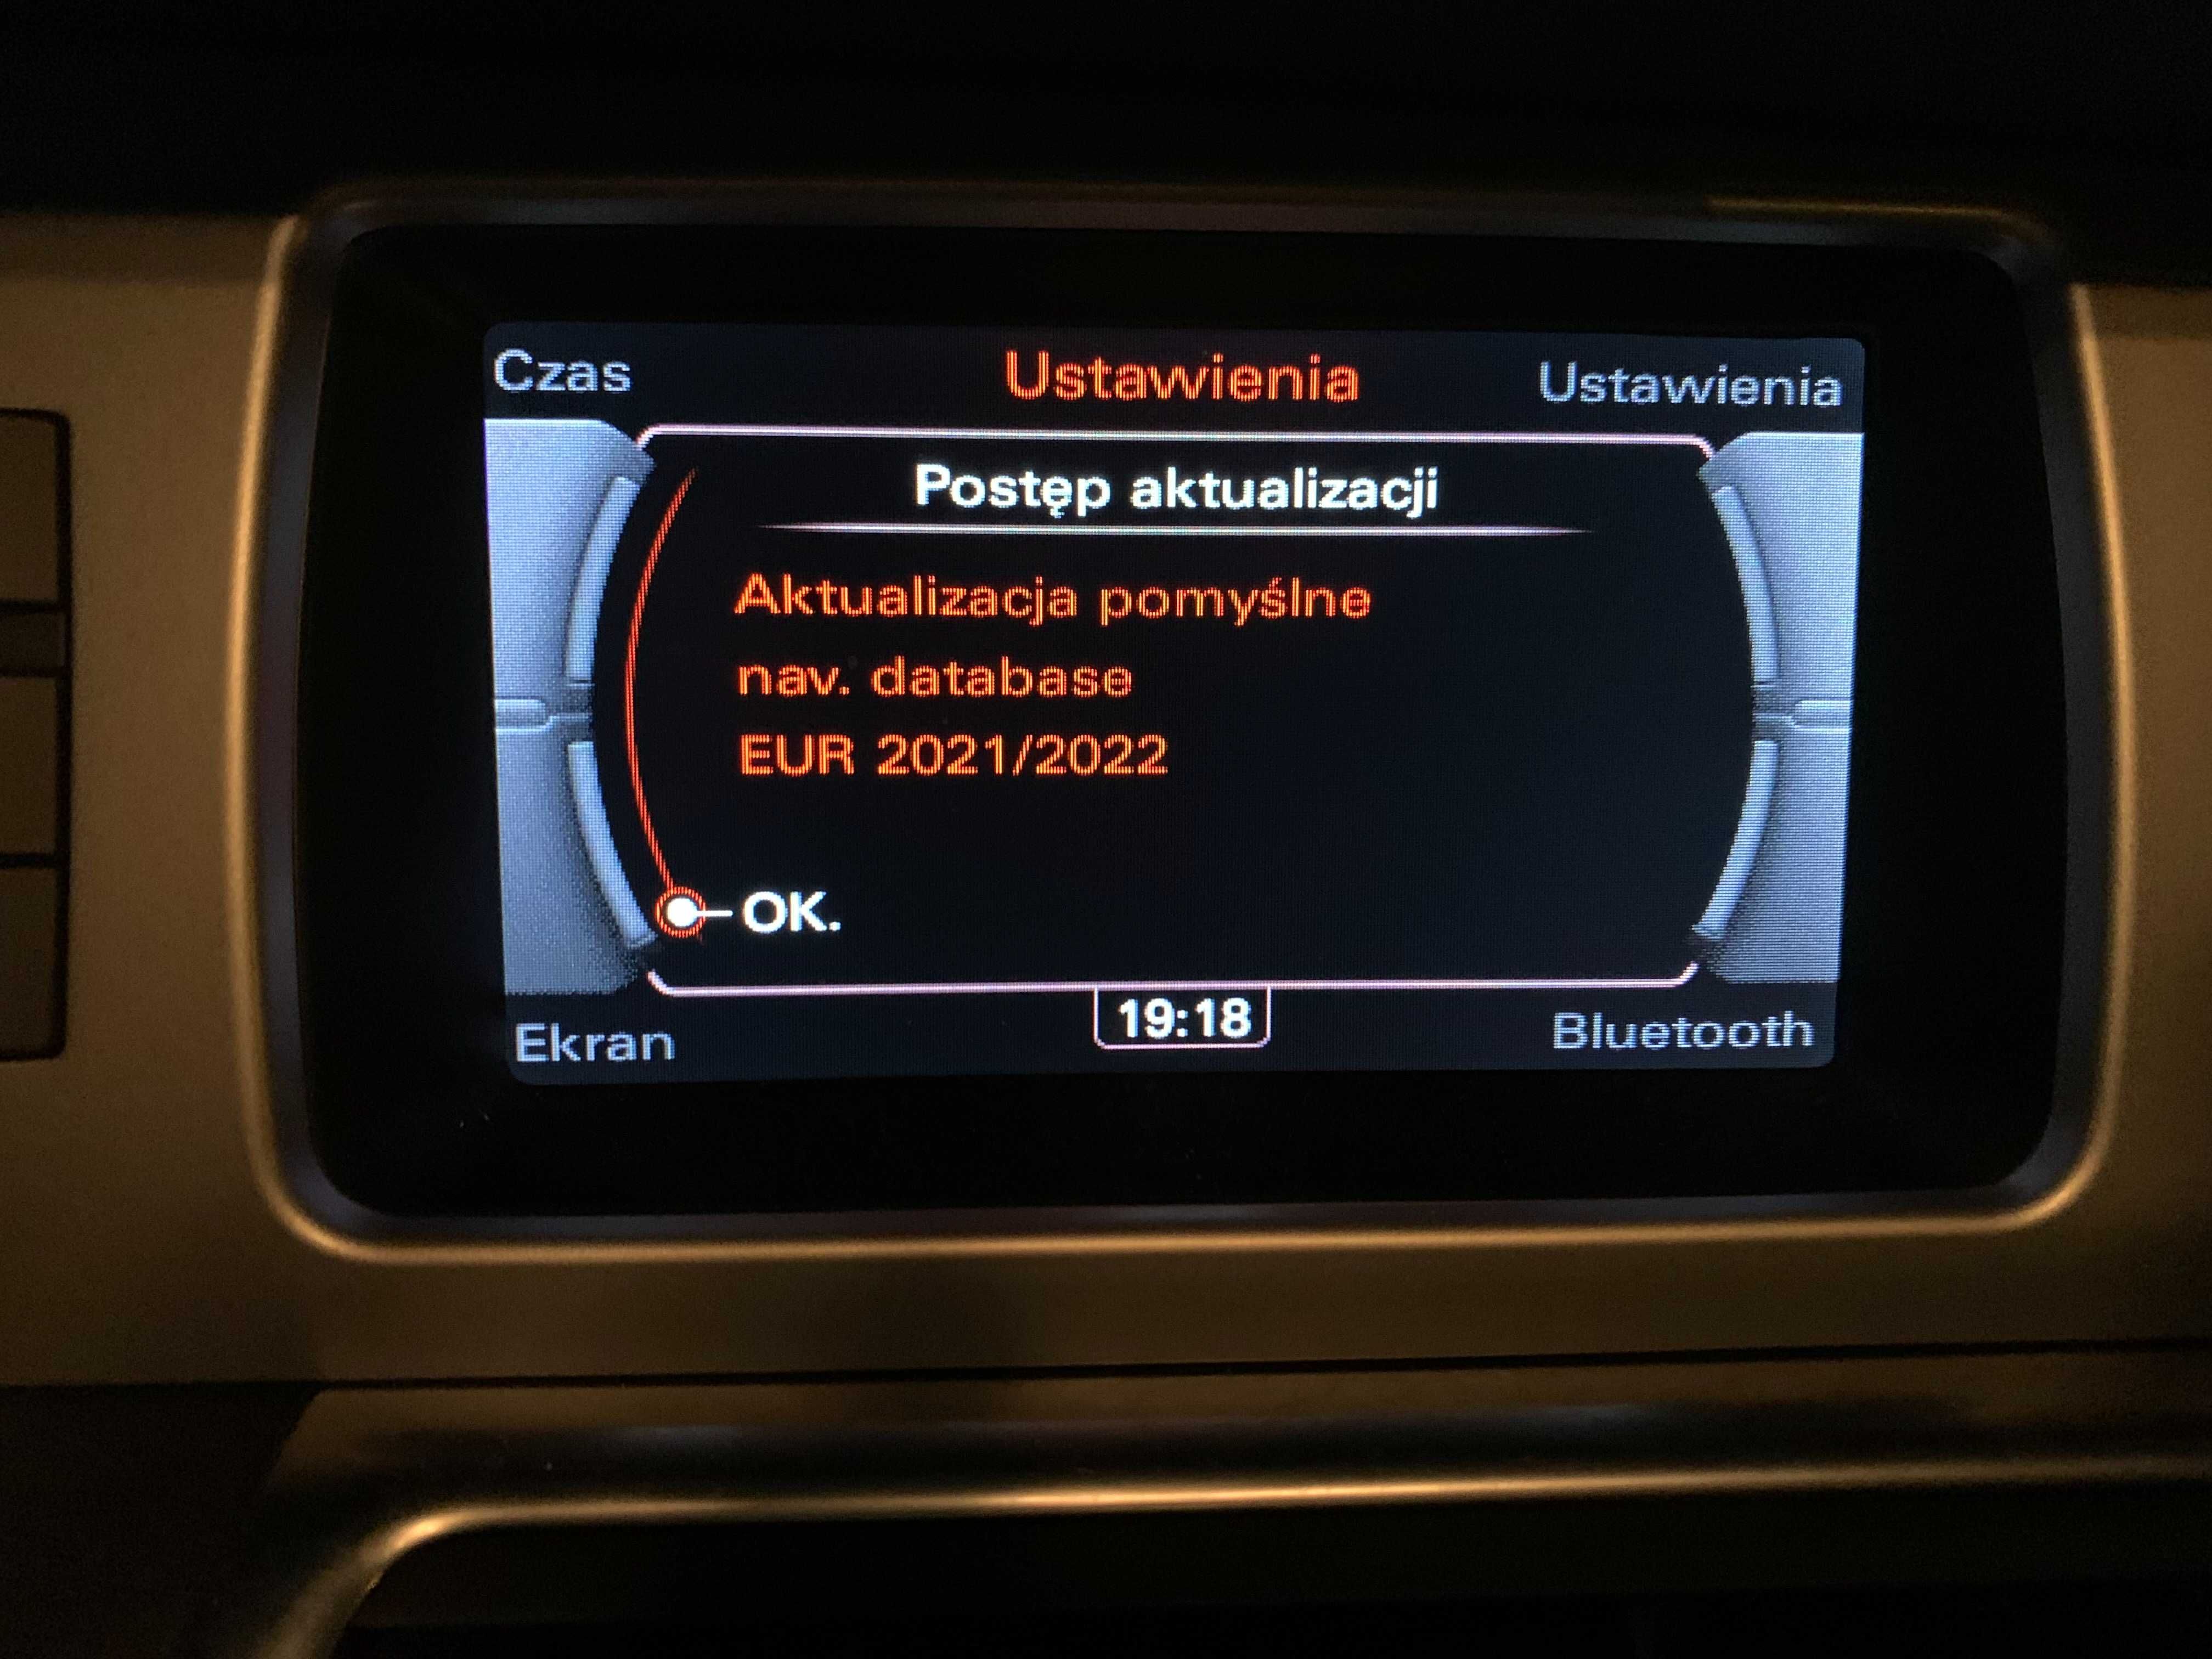 Czas
Ustawienia
Ustawienia
Postęp aktualizacji
Aktualizacja pomyślne
nav. database
EUR 2021/2022
OK.
Ekran
19:18
Bluetooth